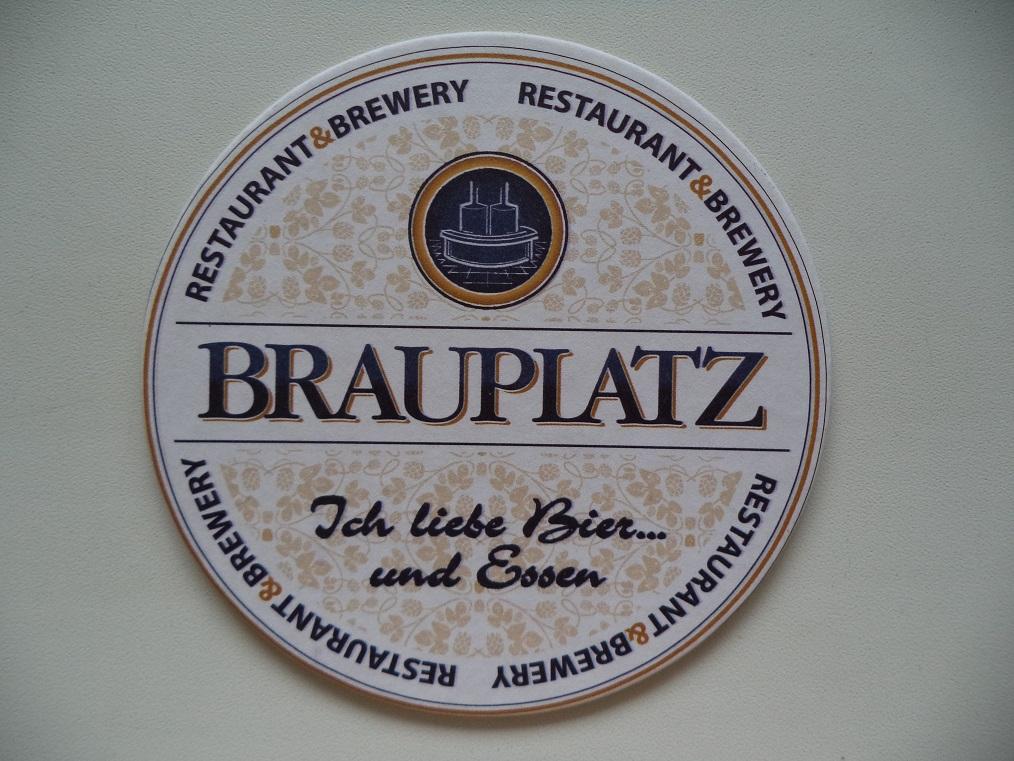 RESTAURANT&BREWERY
RESTAURANT&BREWERY
BRAUPLATZ
Ich liebe Bier...
und Essen
RESTAURANT&BREWERY
RESTAURANT&BREWERY